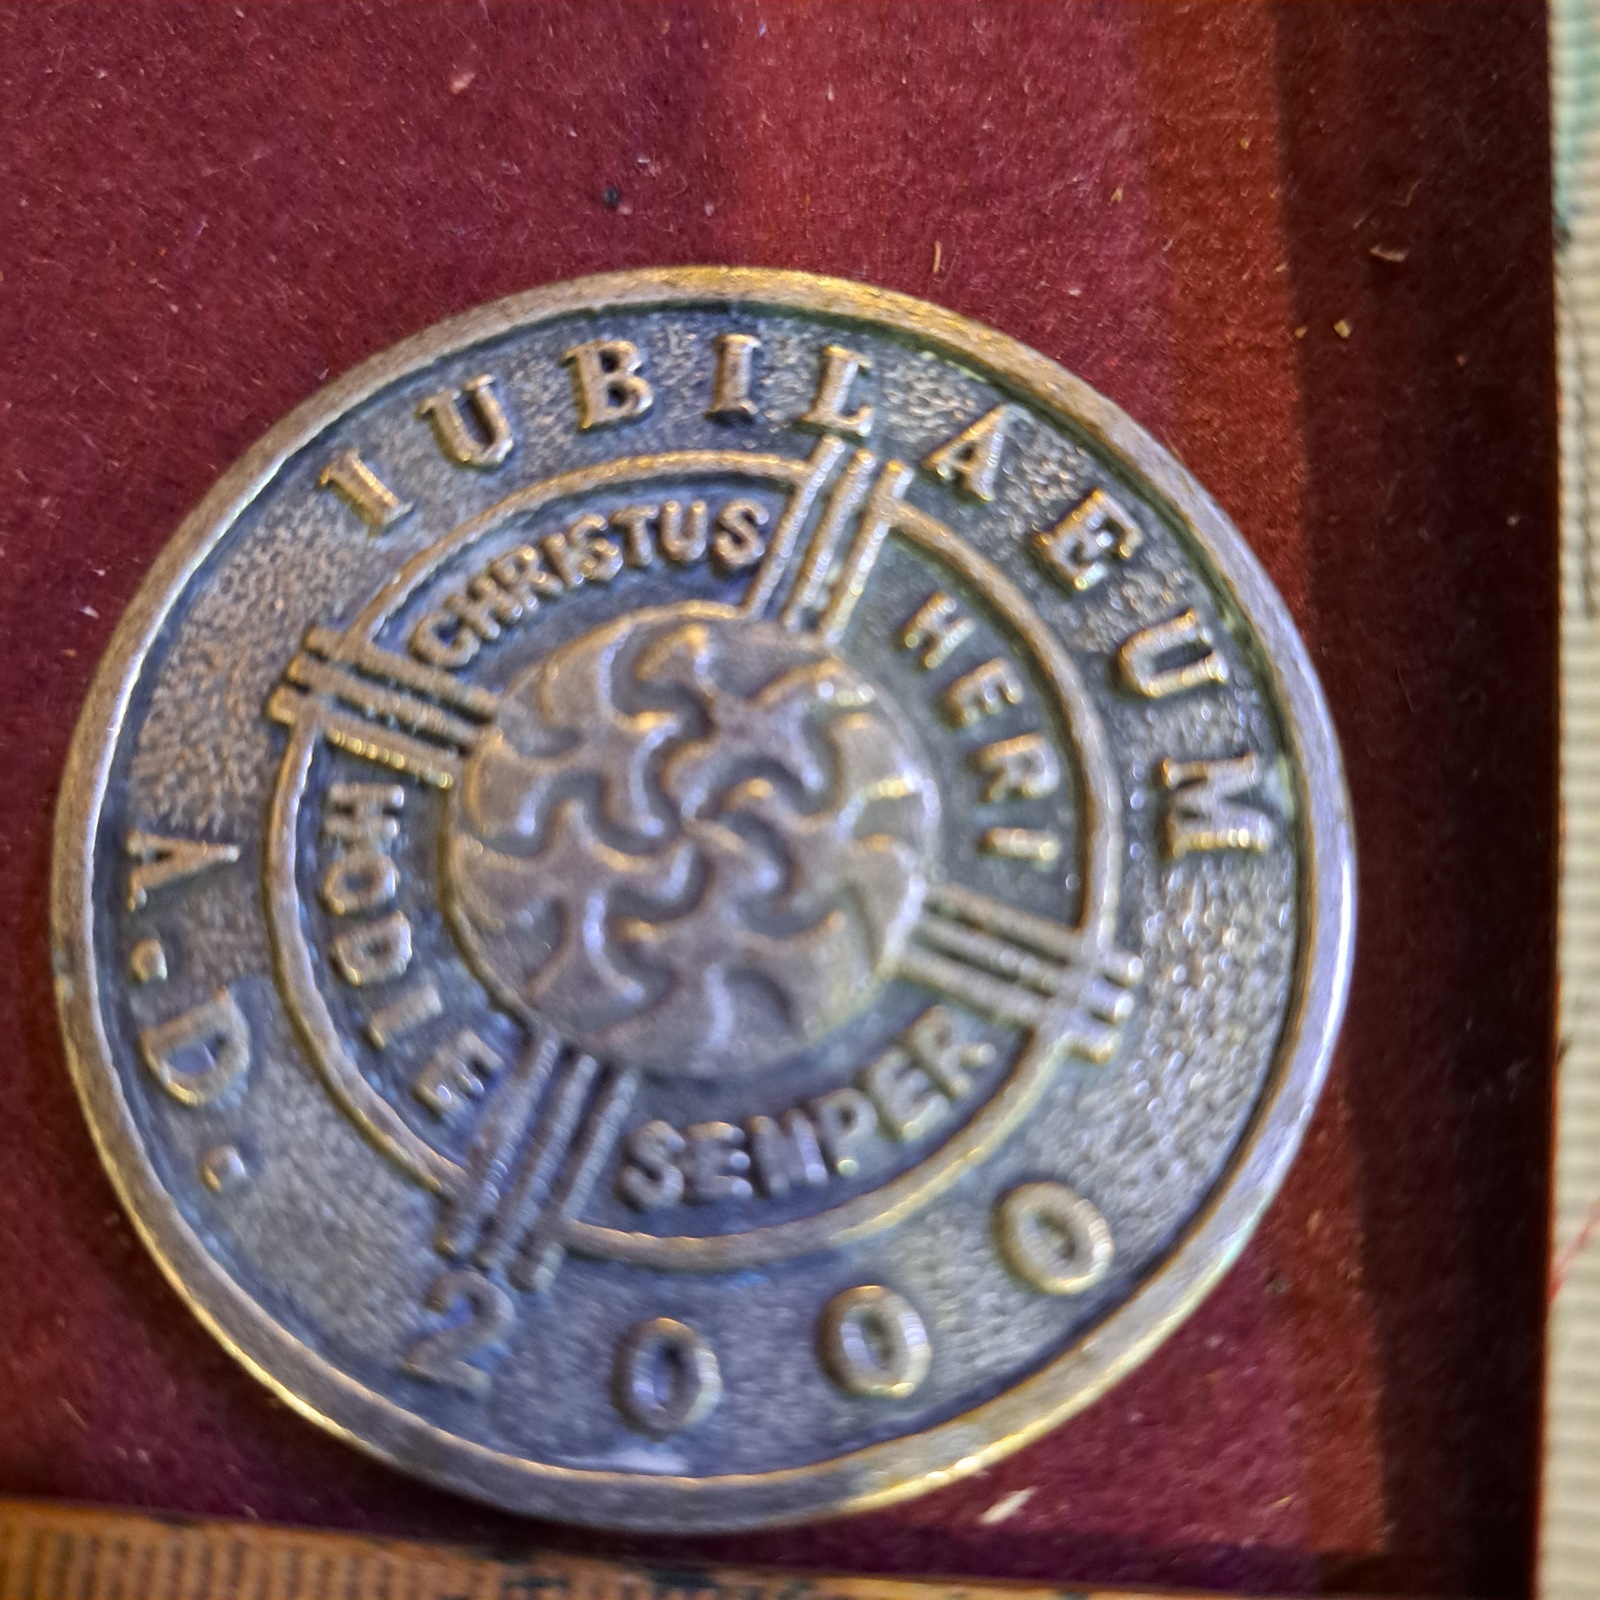 IUBILAEUM
A.D.
2000
CHRISTUS
HERI
HODIE
SEMPER